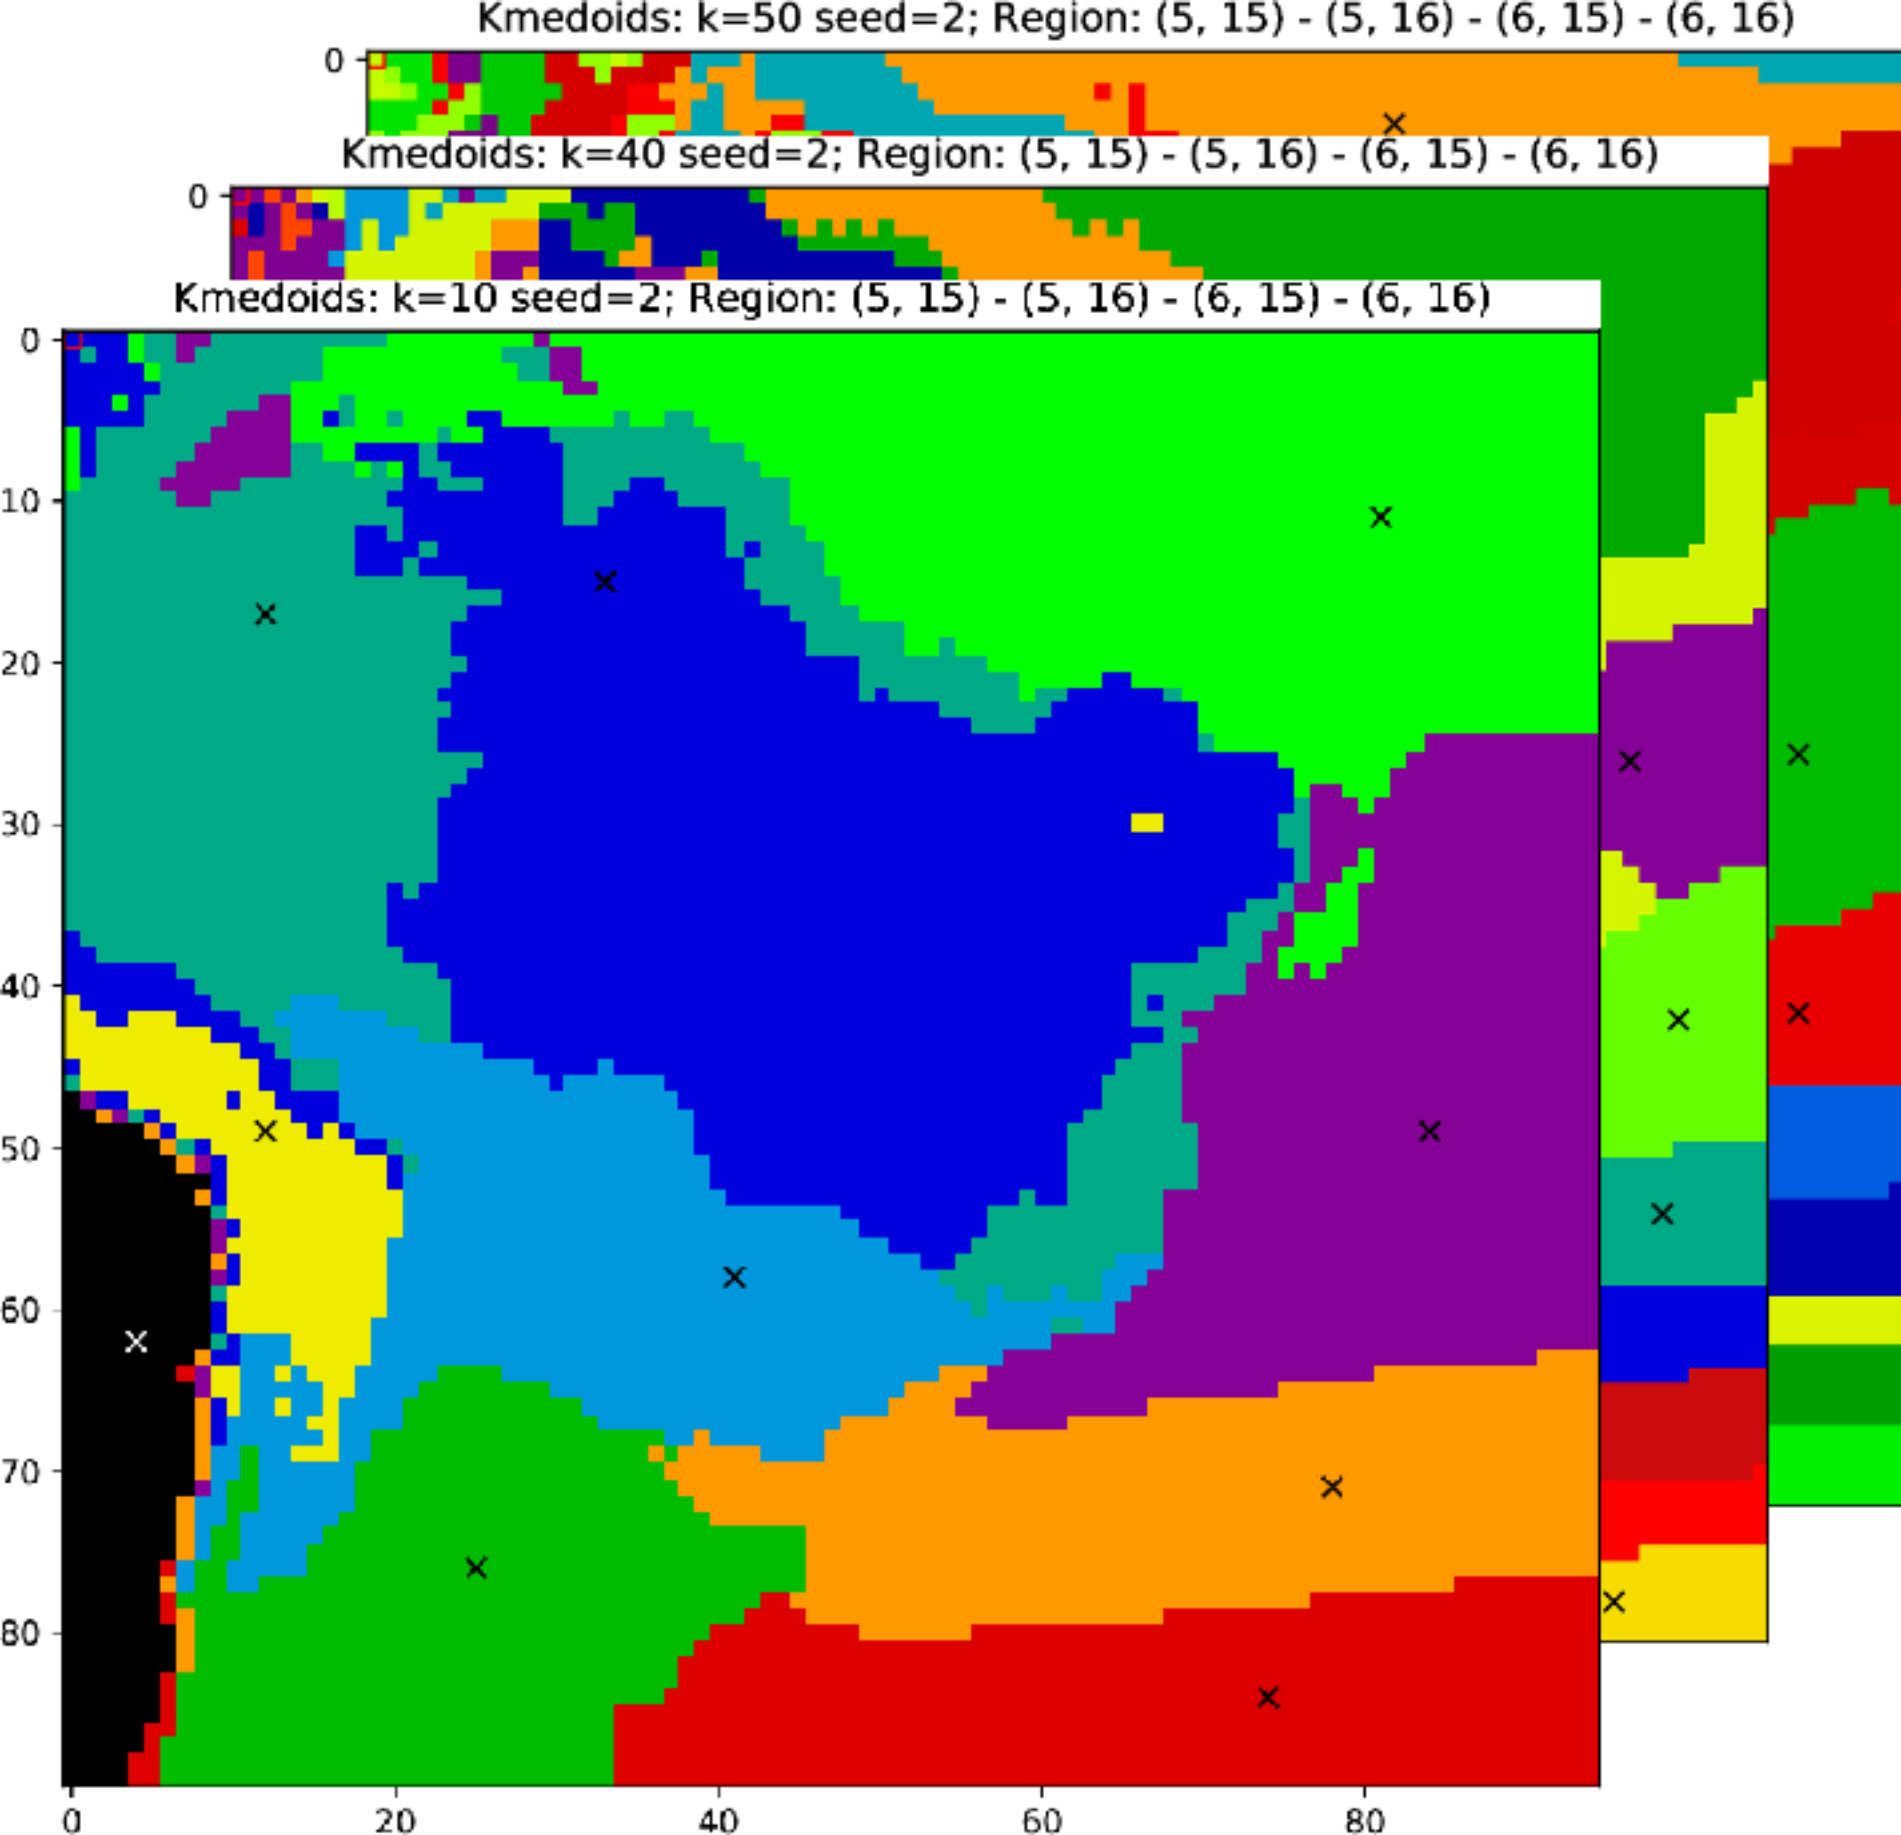 Kmedoids: k=50 seed=2; Region: (5, 15) - (5, 16) - (6, 15) - (6, 16)
0
Kmedoids: k=40 seed=2; Region: (5, 15) - (5, 16) - (6, 15) - (6, 16)
0
Kmedoids: k=10 seed=2; Region: (5, 15) - (5, 16) - (6, 15) - (6, 16)
0
10
20
30
40
50
60
70
80
0 20 40 60 80